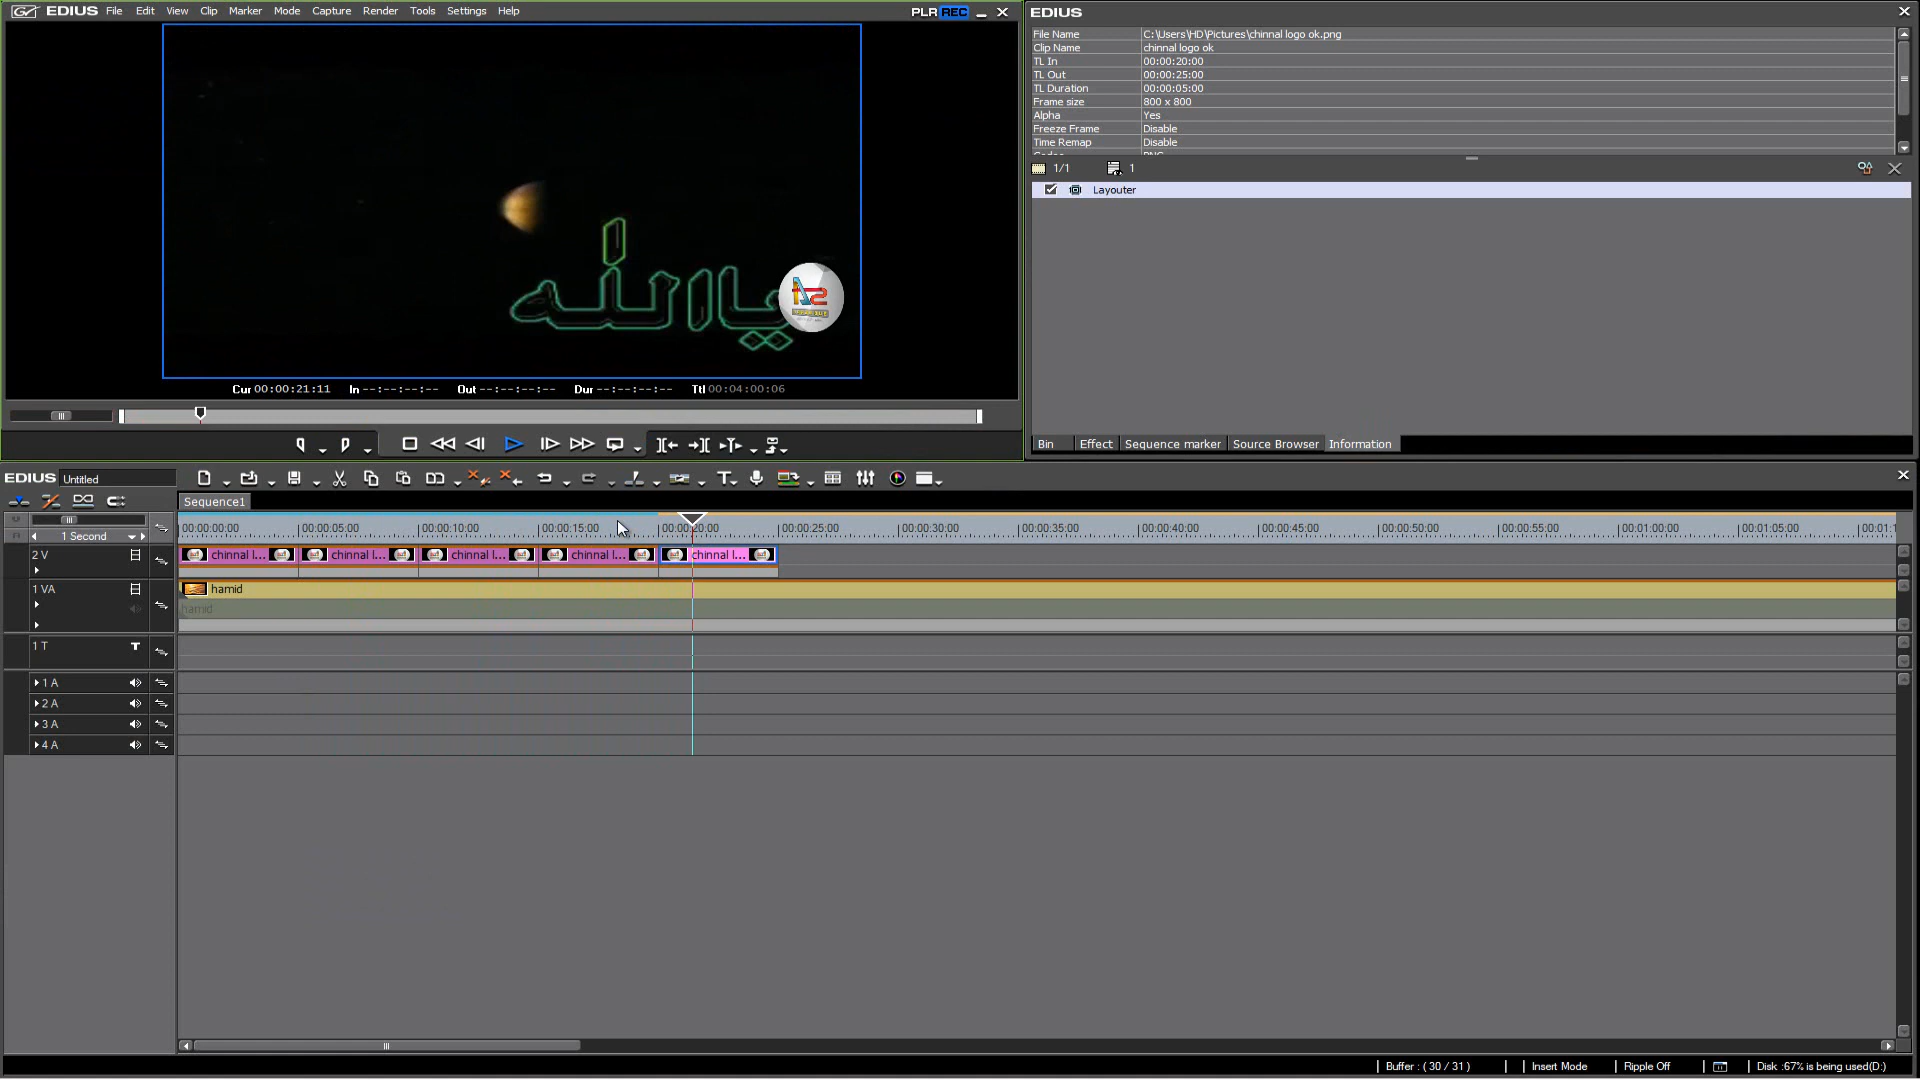 EDIUS File Edit View Clip Marker Mode Capture Render Tools Settings Help PLR REC
EDIUS
File Name C:\Users\HD\Pictures\chinnal logo ok.png
Clip Name chinnal logo ok
TL In 00:00:20:00
TL Out 00:00:25:00
TL Duration 00:00:05:00
Frame size 800 x 800
Alpha Yes
Freeze Frame Disable
Time Remap Disable
1/1 1
Layouter
یااللہ
Cur 00:00:21:11 In --:--:--:-- Out --:--:--:-- Dur --:--:--:-- Ttl 00:04:00:06
Bin Effect Sequence marker Source Browser Information
EDIUS Untitled
Sequence1
1 Second 00:00:00:00 00:00:05:00 00:00:10:00 00:00:15:00 00:00:20:00 00:00:25:00 00:00:30:00 00:00:35:00 00:00:40:00 00:00:45:00 00:00:50:00 00:00:55:00 00:01:00:00 00:01:05:00 00:01:1
2 V chinnal l... chinnal l... chinnal l... chinnal l... chinnal l...
1 VA hamid
hamid
1 T T
1 A
2 A
3 A
4 A
Buffer : ( 30 / 31 ) Insert Mode Ripple Off Disk :67% is being used(D:)